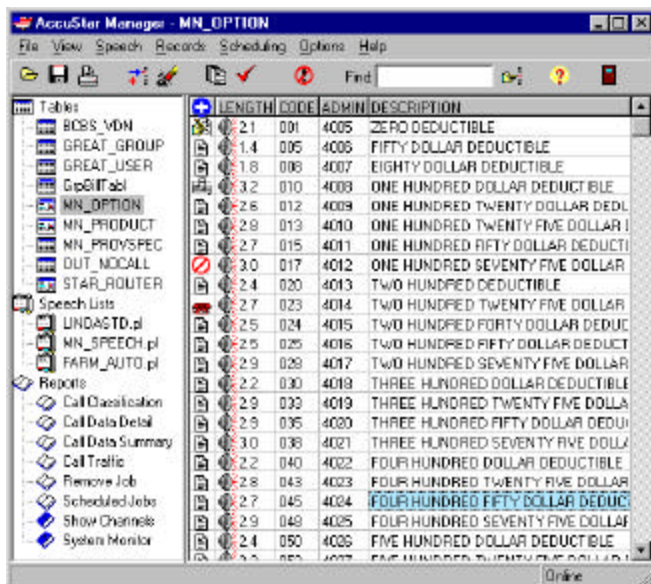 AccuStar Manager - MN_OPTION
File View Speech Records Scheduling Options Help
Find
Tables
BCBS_VDN
GREAT_GROUP
GREAT_USER
GrpBillTabl
MN_OPTION
MN_PRODUCT
MN_PROVSPEC
OUT_NOCALL
STAR_ROUTER
Speech Lists
LINDASTD.pl
MN_SPEECH.pl
FARM_AUTO.pl
Reports
Call Classification
Call Data Detail
Call Data Summary
Call Traffic
Remove Job
Scheduled Jobs
Show Channels
System Monitor
LENGTH CODE ADMIN DESCRIPTION
2.1 001 4005 ZERO DEDUCTIBLE
1.4 005 4006 FIFTY DOLLAR DEDUCTIBLE
1.8 008 4007 EIGHTY DOLLAR DEDUCTIBLE
3.2 010 4008 ONE HUNDRED DOLLAR DEDUCTIBLE
2.6 012 4009 ONE HUNDRED TWENTY DOLLAR DEDU
2.8 013 4010 ONE HUNDRED TWENTY FIVE DOLLAR
2.7 015 4011 ONE HUNDRED FIFTY DOLLAR DEDUCTI
3.0 017 4012 ONE HUNDRED SEVENTY FIVE DOLLAR
2.4 020 4013 TWO HUNDRED DEDUCTIBLE
2.7 023 4014 TWO HUNDRED TWENTY FIVE DOLLAR
2.5 024 4015 TWO HUNDRED FORTY DOLLAR DEDUC
2.5 025 4016 TWO HUNDRED FIFTY DOLLAR DEDUCT
2.9 028 4017 TWO HUNDRED SEVENTY FIVE DOLLAR
2.2 030 4018 THREE HUNDRED DOLLAR DEDUCTIBLE
2.9 033 4019 THREE HUNDRED TWENTY FIVE DOLLA
2.9 035 4020 THREE HUNDRED FIFTY DOLLAR DEDU
3.0 038 4021 THREE HUNDRED SEVENTY FIVE DOLLA
2.2 040 4022 FOUR HUNDRED DOLLAR DEDUCTIBLE
2.8 043 4023 FOUR HUNDRED TWENTY FIVE DOLLAR
2.7 045 4024 FOUR HUNDRED FIFTY DOLLAR DEDUC
2.9 048 4025 FOUR HUNDRED SEVENTY FIVE DOLLAR
2.4 050 4026 FIVE HUNDRED DOLLAR DEDUCTIBLE
Online